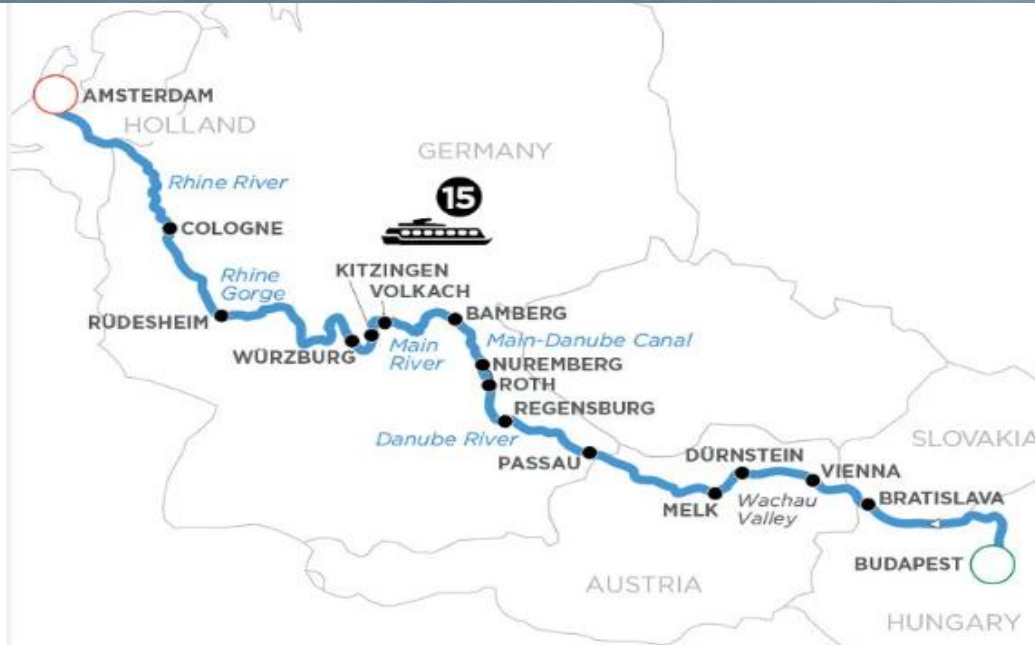 AMSTERDAM
HOLLAND
GERMANY
Rhine River
15
COLOGNE
Rhine
Gorge
KITZINGEN
VOLKACH
RÜDESHEIM
BAMBERG
WÜRZBURG
Main
River
Main-Danube Canal
NUREMBERG
ROTH
REGENSBURG
Danube River
PASSAU
SLOVAKIA
DÜRNSTEIN
VIENNA
MELK
Wachau
Valley
BRATISLAVA
BUDAPEST
AUSTRIA
HUNGARY